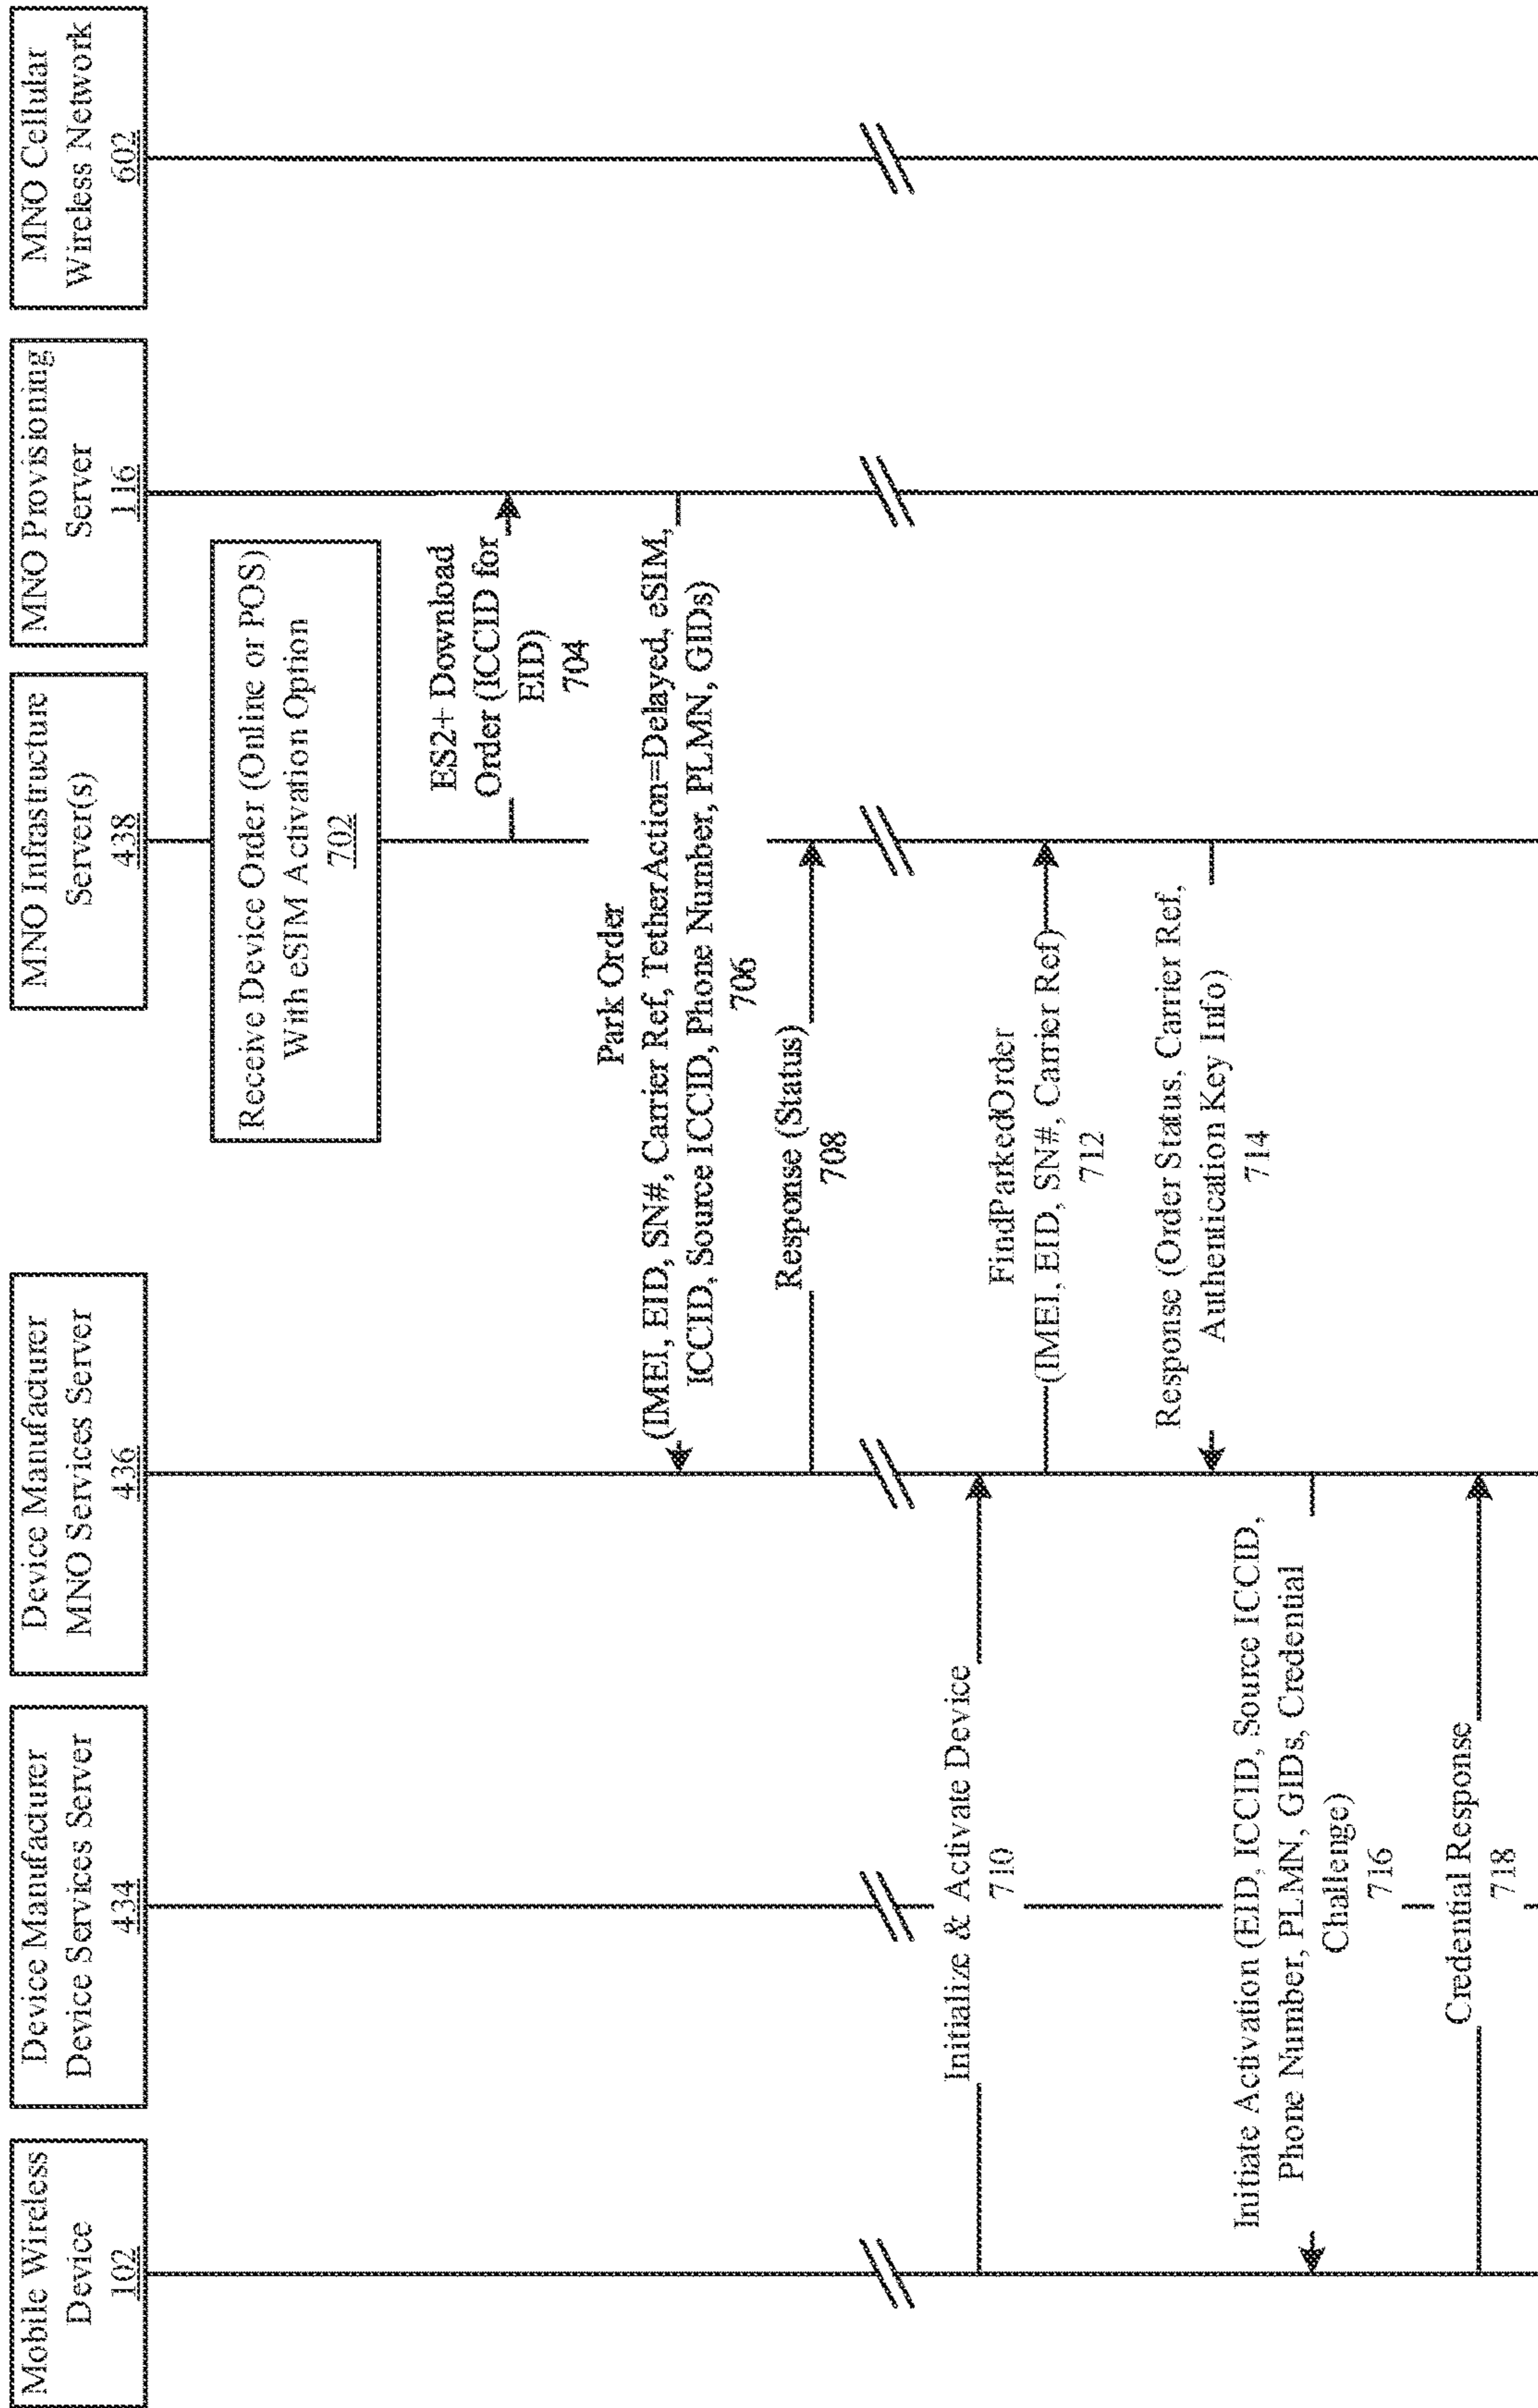 Mobile Wireless
Device
102
Device Manufacturer
Device Services Server
434
Device Manufacturer
MNO Services Server
436
MNO Infrastructure
Server(s)
438
MNO Provisioning
Server
116
MNO Cellular
Wireless Network
602
Receive Device Order (Online or POS)
With eSIM Activation Option
702
ES2+ Download
Order (ICCID for
EID)
704
Park Order
(IMEI, EID, SN#, Carrier Ref, TetherAction=Delayed, eSIM,
ICCID, Source ICCID, Phone Number, PLMN, GIDs)
706
Response (Status)
708
Initialize & Activate Device
710
FindParkedOrder
(IMEI, EID, SN#, Carrier Ref)
712
Response (Order Status, Carrier Ref,
Authentication Key Info)
714
Initiate Activation (EID, ICCID, Source ICCID,
Phone Number, PLMN, GIDs, Credential
Challenge)
716
Credential Response
718